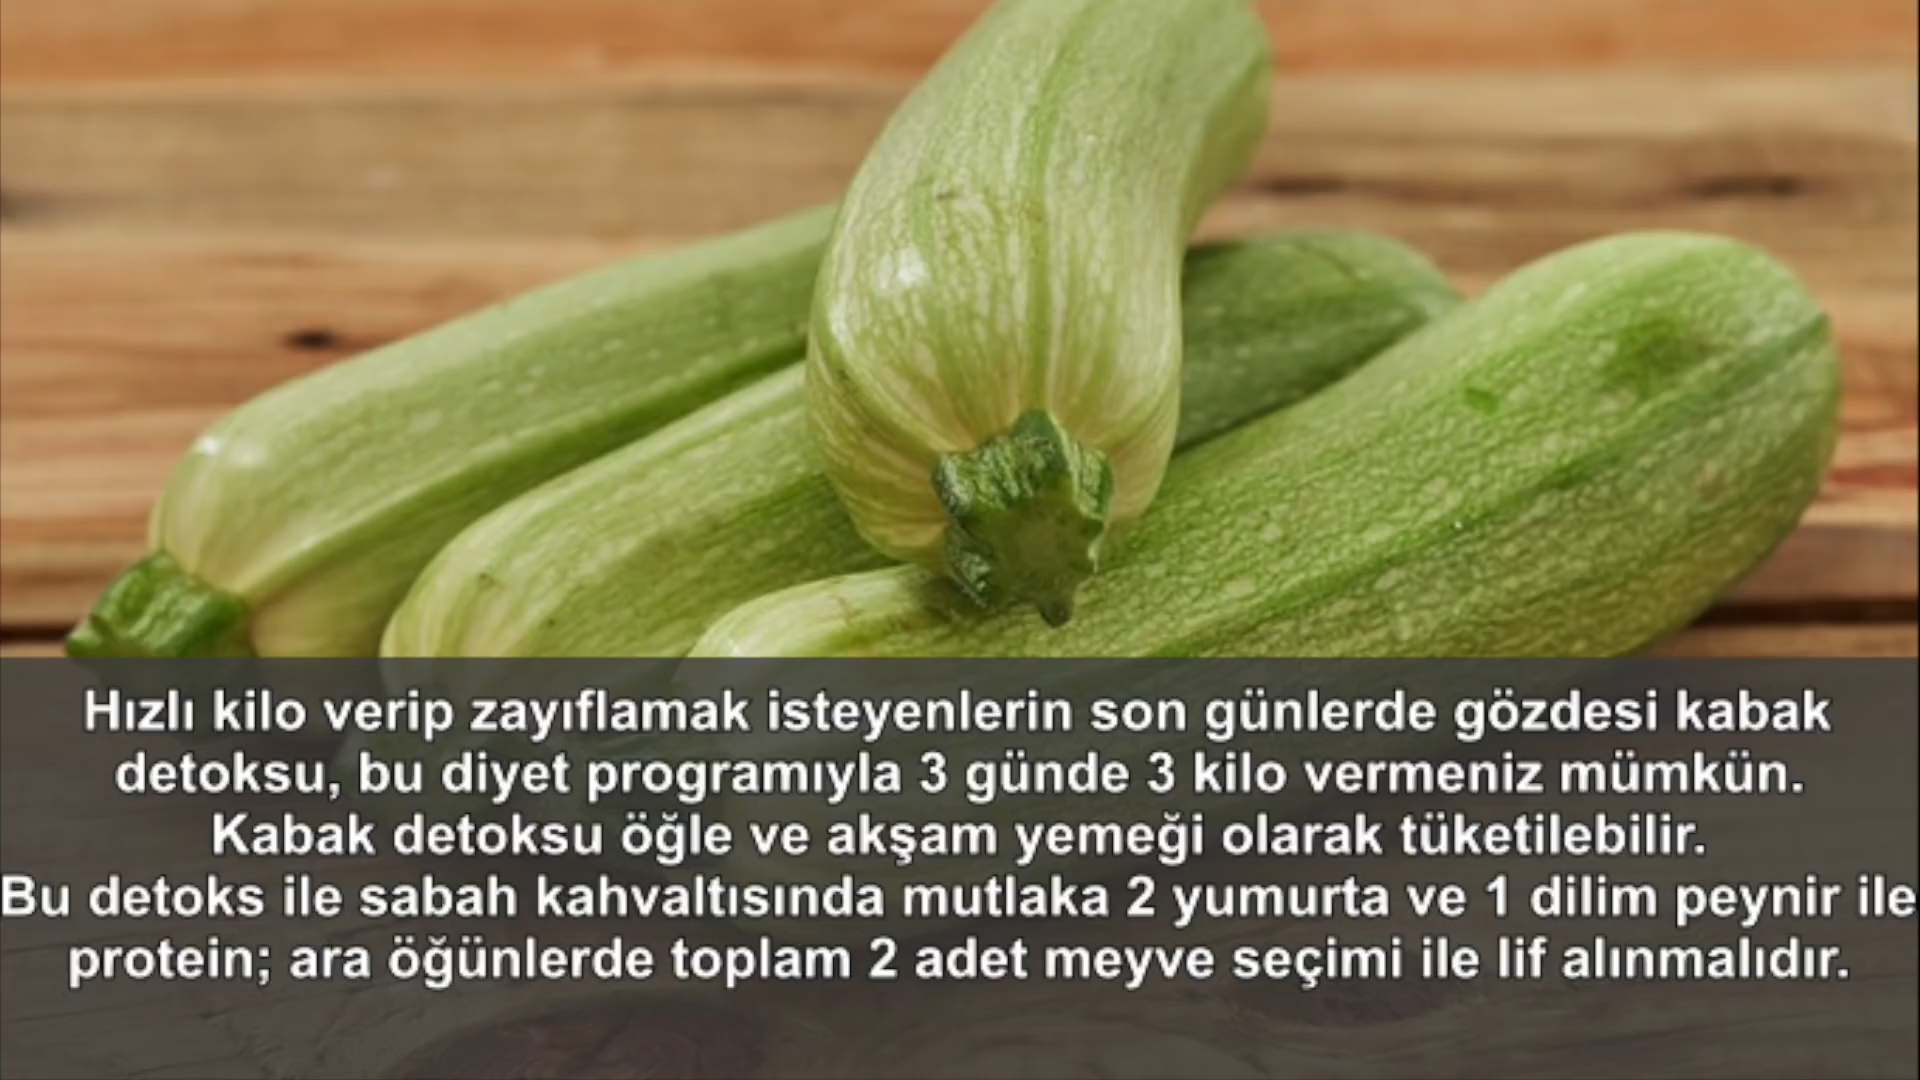 Hızlı kilo verip zayıflamak isteyenlerin son günlerde gözdesi kabak
detoksu, bu diyet programıyla 3 günde 3 kilo vermeniz mümkün.
Kabak detoksu öğle ve akşam yemeği olarak tüketilebilir.
Bu detoks ile sabah kahvaltısında mutlaka 2 yumurta ve 1 dilim peynir ile
protein; ara öğünlerde toplam 2 adet meyve seçimi ile lif alınmalıdır.